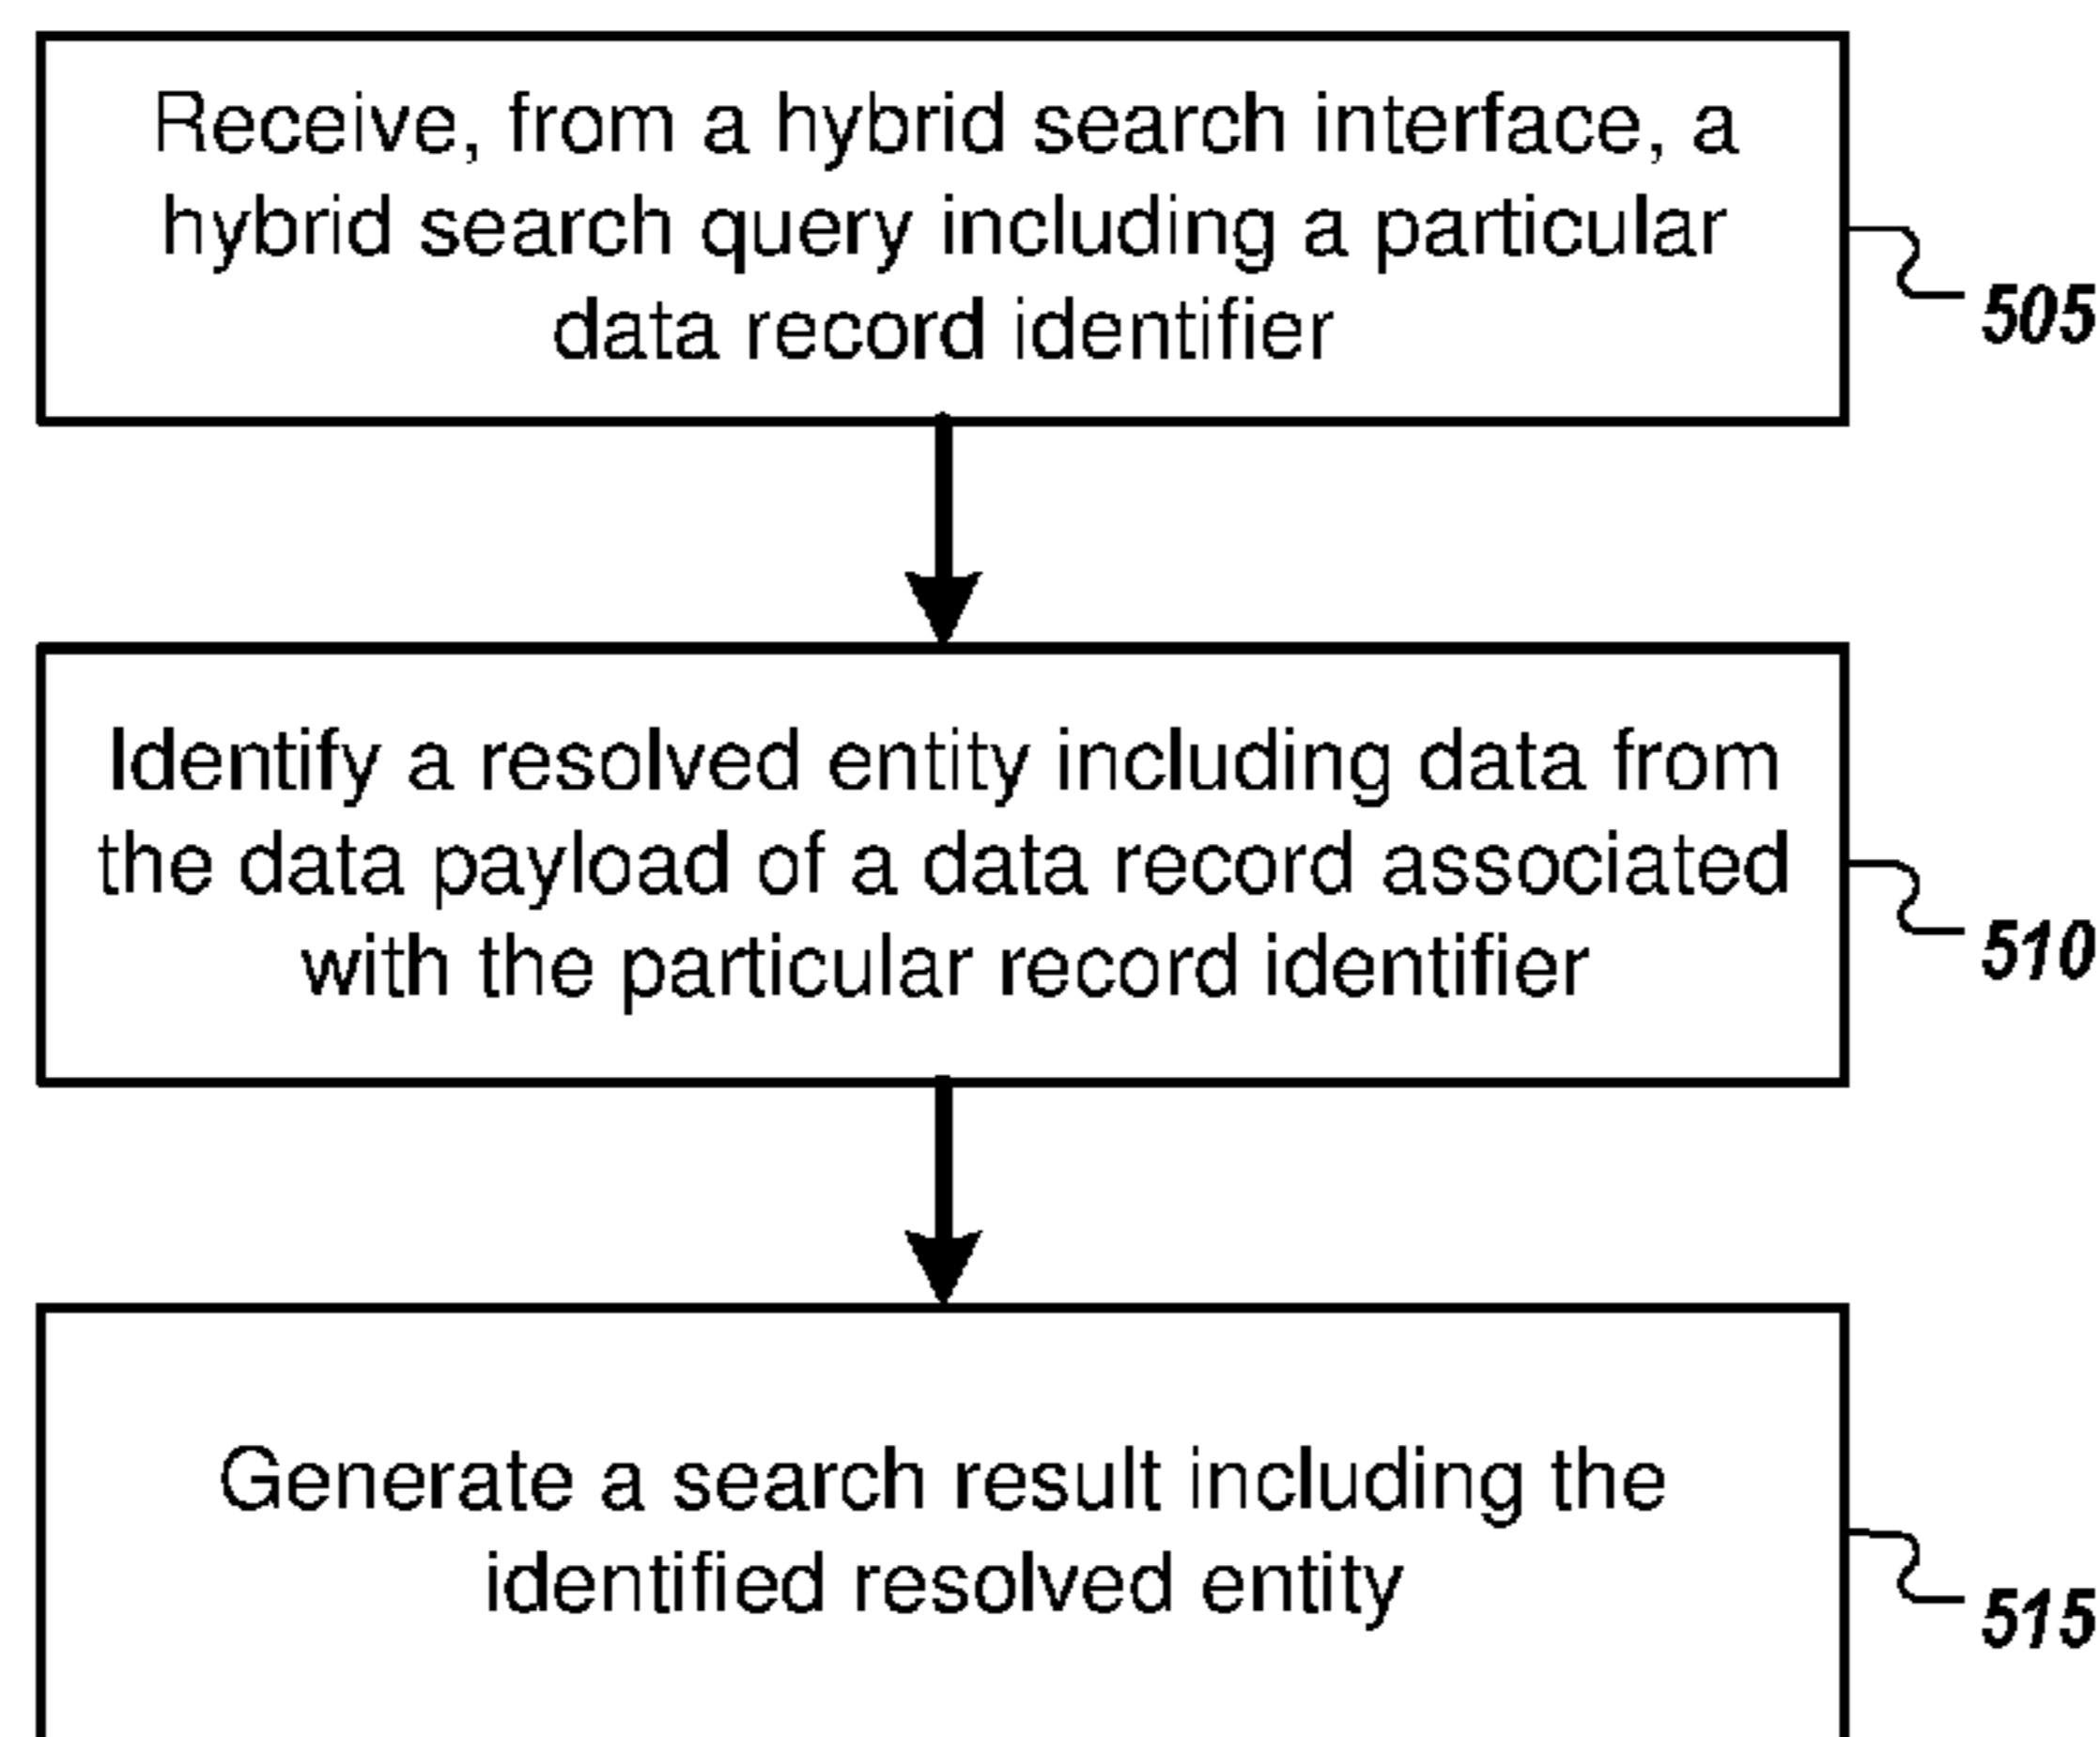 Receive, from a hybrid search interface, a
hybrid search query including a particular
data record identifier
505
Identify a resolved entity including data from
the data payload of a data record associated
with the particular record identifier
510
Generate a search result including the
identified resolved entity
515